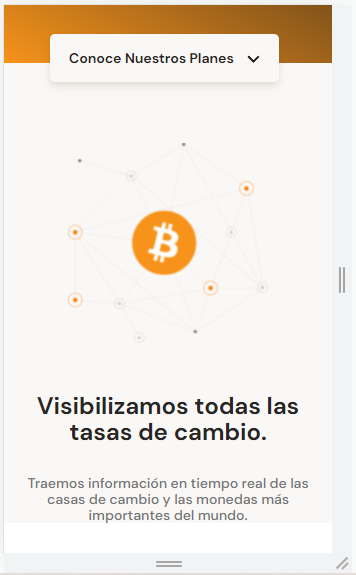 Conoce Nuestros Planes
Visibilizamos todas las
tasas de cambio.
Traemos información en tiempo real de las
casas de cambio y las monedas más
importantes del mundo.